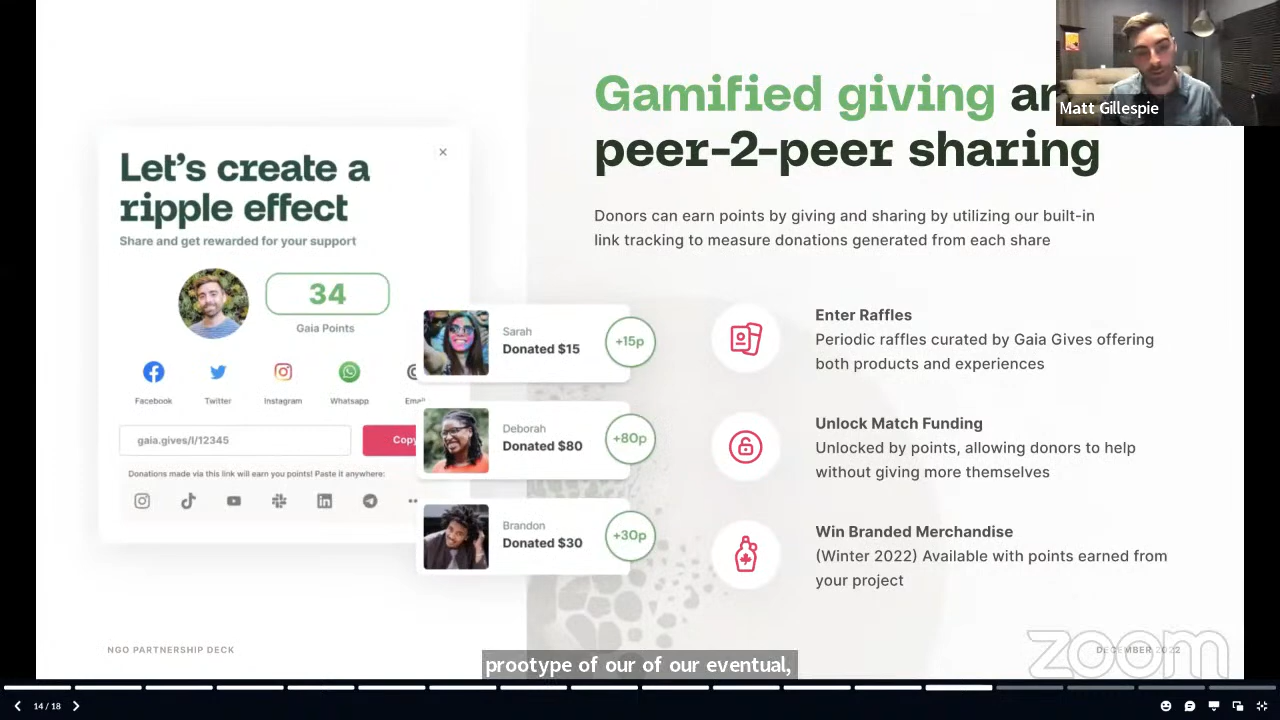 Gamified giving
peer-2-peer sharing
Matt Gillespie
Donors can earn points by giving and sharing by utilizing our built-in
link tracking to measure donations generated from each share
Let's create a
ripple effect
Share and get rewarded for your support
34
Gaia Points
Facebook
Twitter
Instagram
Whatsapp
gaia.gives/l/12345
Copy
Donations made via this link will earn you points! Paste it anywhere:
Sarah
Donated $15
+15p
Deborah
Donated $80
+80p
Brandon
Donated $30
+30p
Enter Raffles
Periodic raffles curated by Gaia Gives offering
both products and experiences
Unlock Match Funding
Unlocked by points, allowing donors to help
without giving more themselves
Win Branded Merchandise
(Winter 2022) Available with points earned from
your project
NGO PARTNERSHIP DECK
DECEMBER 2022
zoom
prootype of our of our eventual,
14 / 18